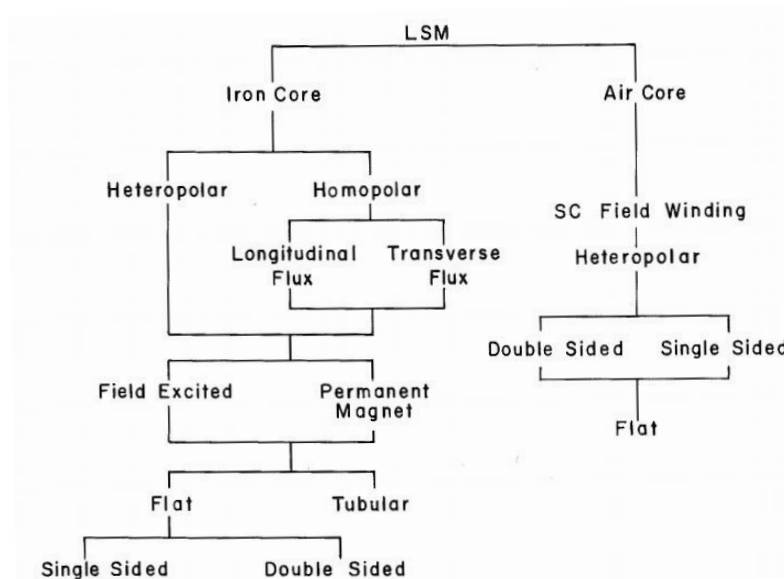 LSM
Iron Core
Air Core
Heteropolar
Homopolar
SC Field Winding
Longitudinal
Flux
Transverse
Flux
Heteropolar
Double Sided
Single Sided
Field Excited
Permanent
Magnet
Flat
Flat
Tubular
Single Sided
Double Sided